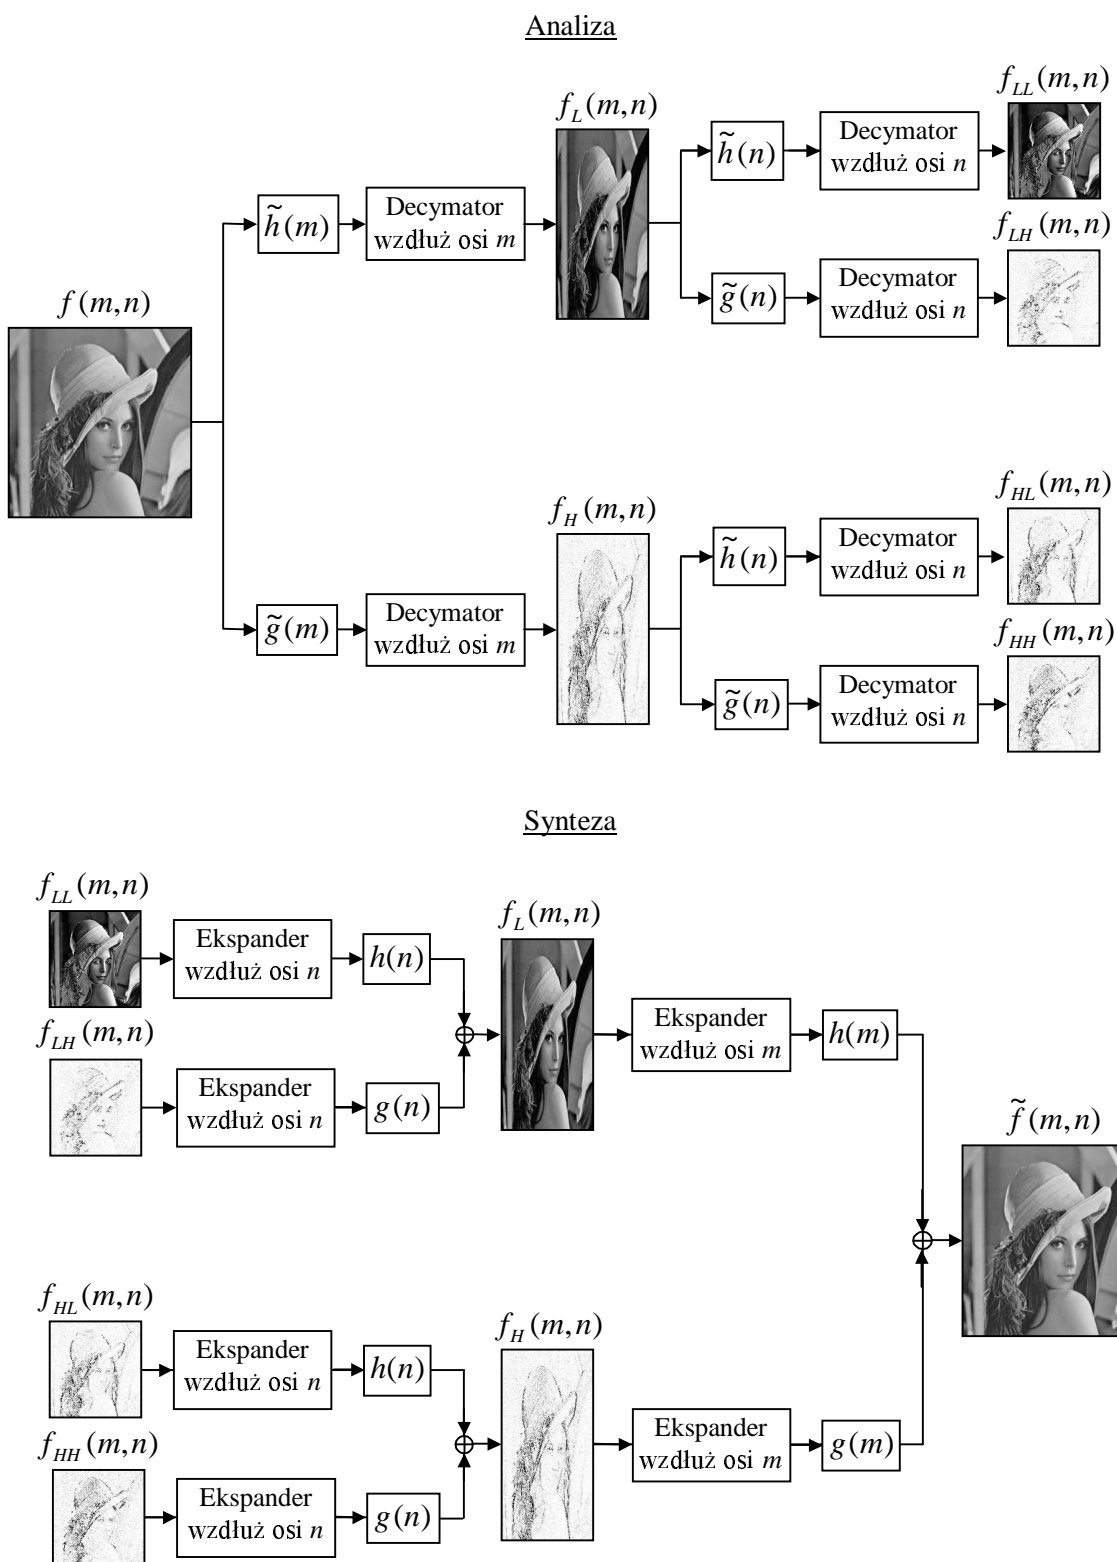 Analiza
f_L(m,n)
f_LL(m,n)
h̃(n)
Decymator
wzdłuż osi n
f_LH(m,n)
h̃(m)
Decymator
wzdłuż osi m
g̃(n)
Decymator
wzdłuż osi n
f(m,n)
f_H(m,n)
f_HL(m,n)
h̃(n)
Decymator
wzdłuż osi n
g̃(m)
Decymator
wzdłuż osi m
f_HH(m,n)
g̃(n)
Decymator
wzdłuż osi n
Synteza
f_LL(m,n)
Ekspander
wzdłuż osi n
h(n)
f_L(m,n)
f_LH(m,n)
Ekspander
wzdłuż osi n
g(n)
Ekspander
wzdłuż osi m
h(m)
f̃(m,n)
f_HL(m,n)
Ekspander
wzdłuż osi n
h(n)
f_H(m,n)
f_HH(m,n)
Ekspander
wzdłuż osi n
g(n)
Ekspander
wzdłuż osi m
g(m)